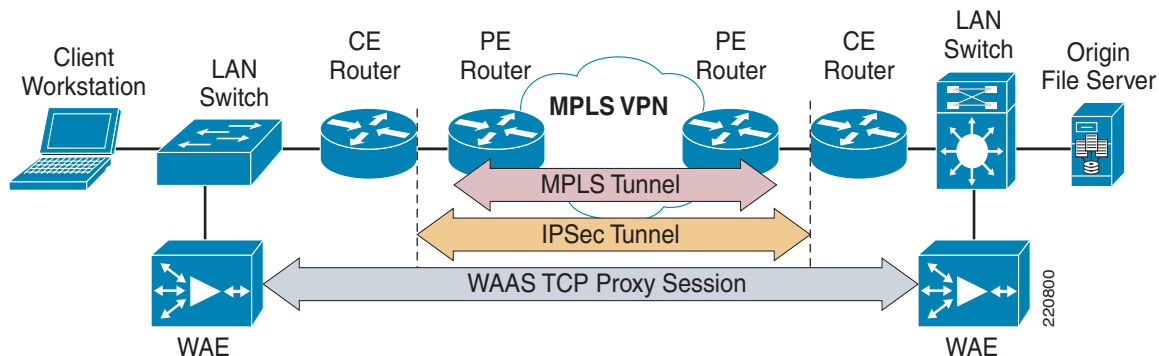 Client
Workstation
LAN
Switch
CE
Router
PE
Router
MPLS VPN
PE
Router
CE
Router
LAN
Switch
Origin
File Server
MPLS Tunnel
IPSec Tunnel
WAAS TCP Proxy Session
WAE
WAE
220800